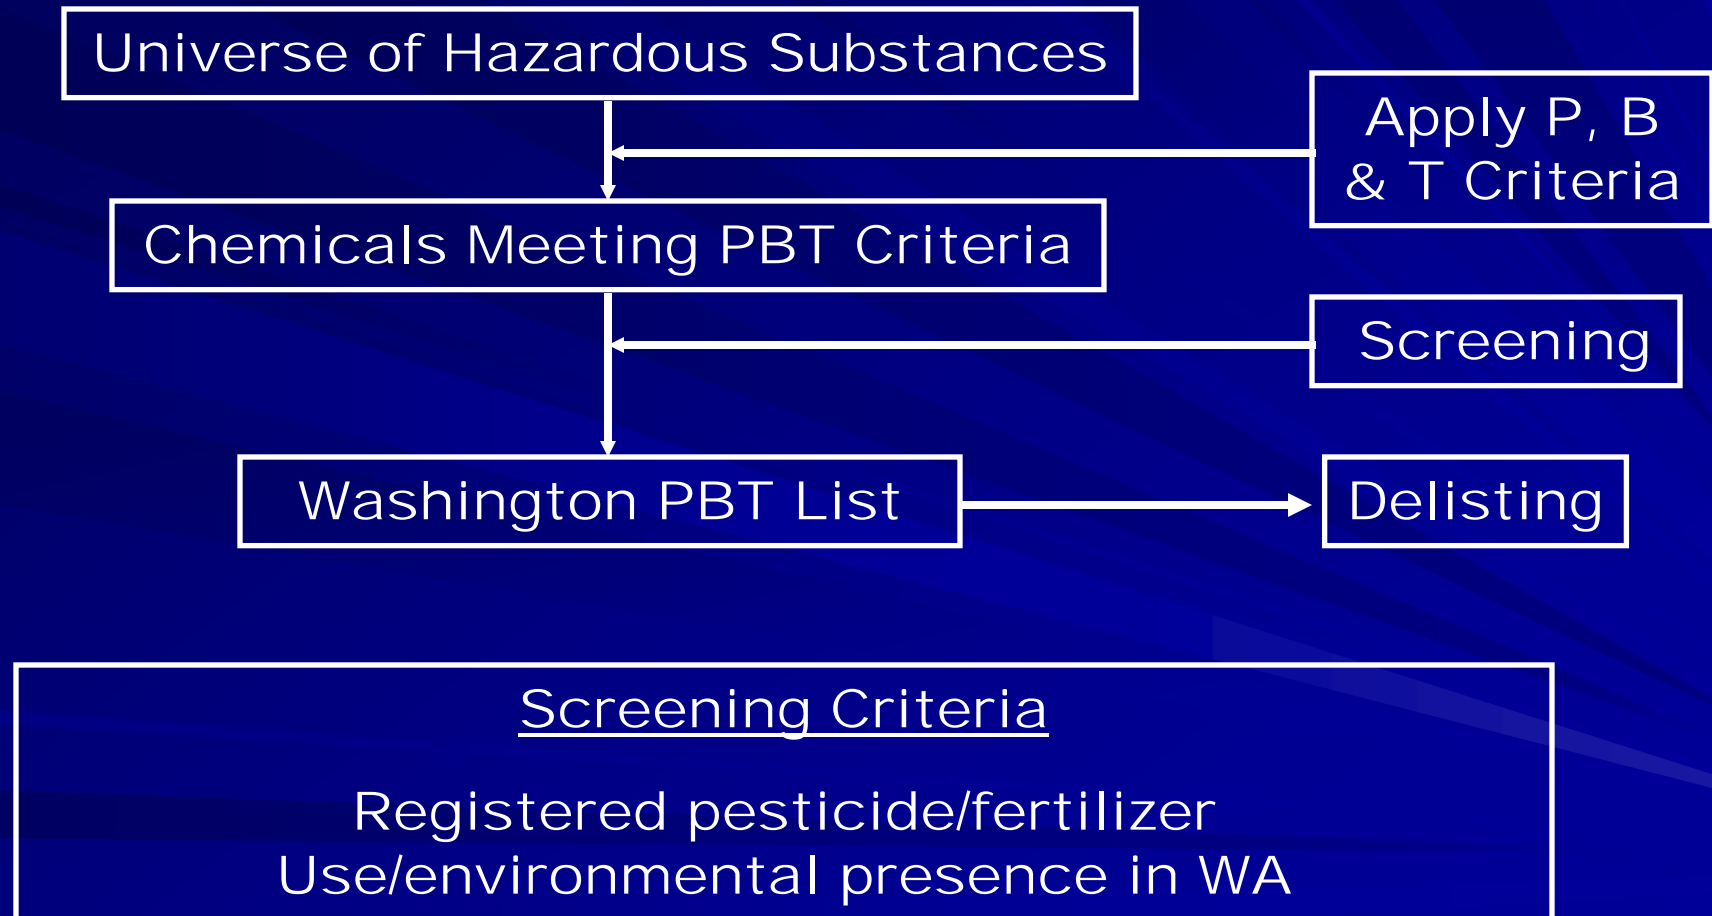 Universe of Hazardous Substances
Apply P, B
& T Criteria
Chemicals Meeting PBT Criteria
Screening
Washington PBT List
Delisting
Screening Criteria
Registered pesticide/fertilizer
Use/environmental presence in WA